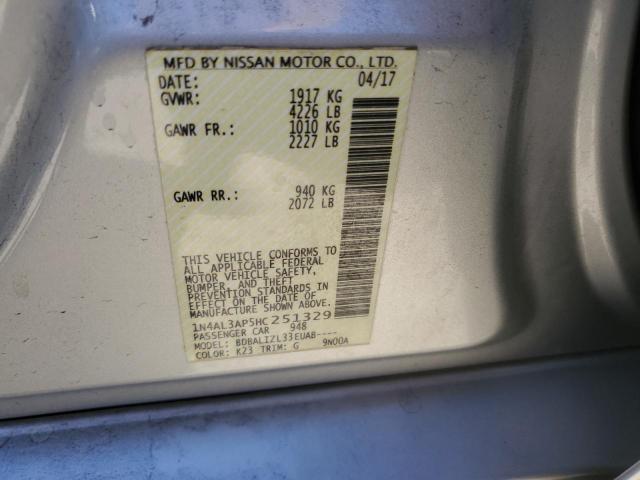 MFD BY NISSAN MOTOR CO., LTD.
DATE: 04/17
GVWR: 1917 KG
4226 LB
GAWR FR.: 1010 KG
2227 LB
GAWR RR.: 940 KG
2072 LB
THIS VEHICLE CONFORMS TO
ALL APPLICABLE FEDERAL
MOTOR VEHICLE SAFETY,
BUMPER, AND THEFT
PREVENTION STANDARDS IN
EFFECT ON THE DATE OF
MANUFACTURE SHOWN ABOVE.
1N4AL3AP5HC251329
PASSENGER CAR 948
MODEL: BDBALIZL33EUAB----
COLOR: K23 TRIM: G 9N00A